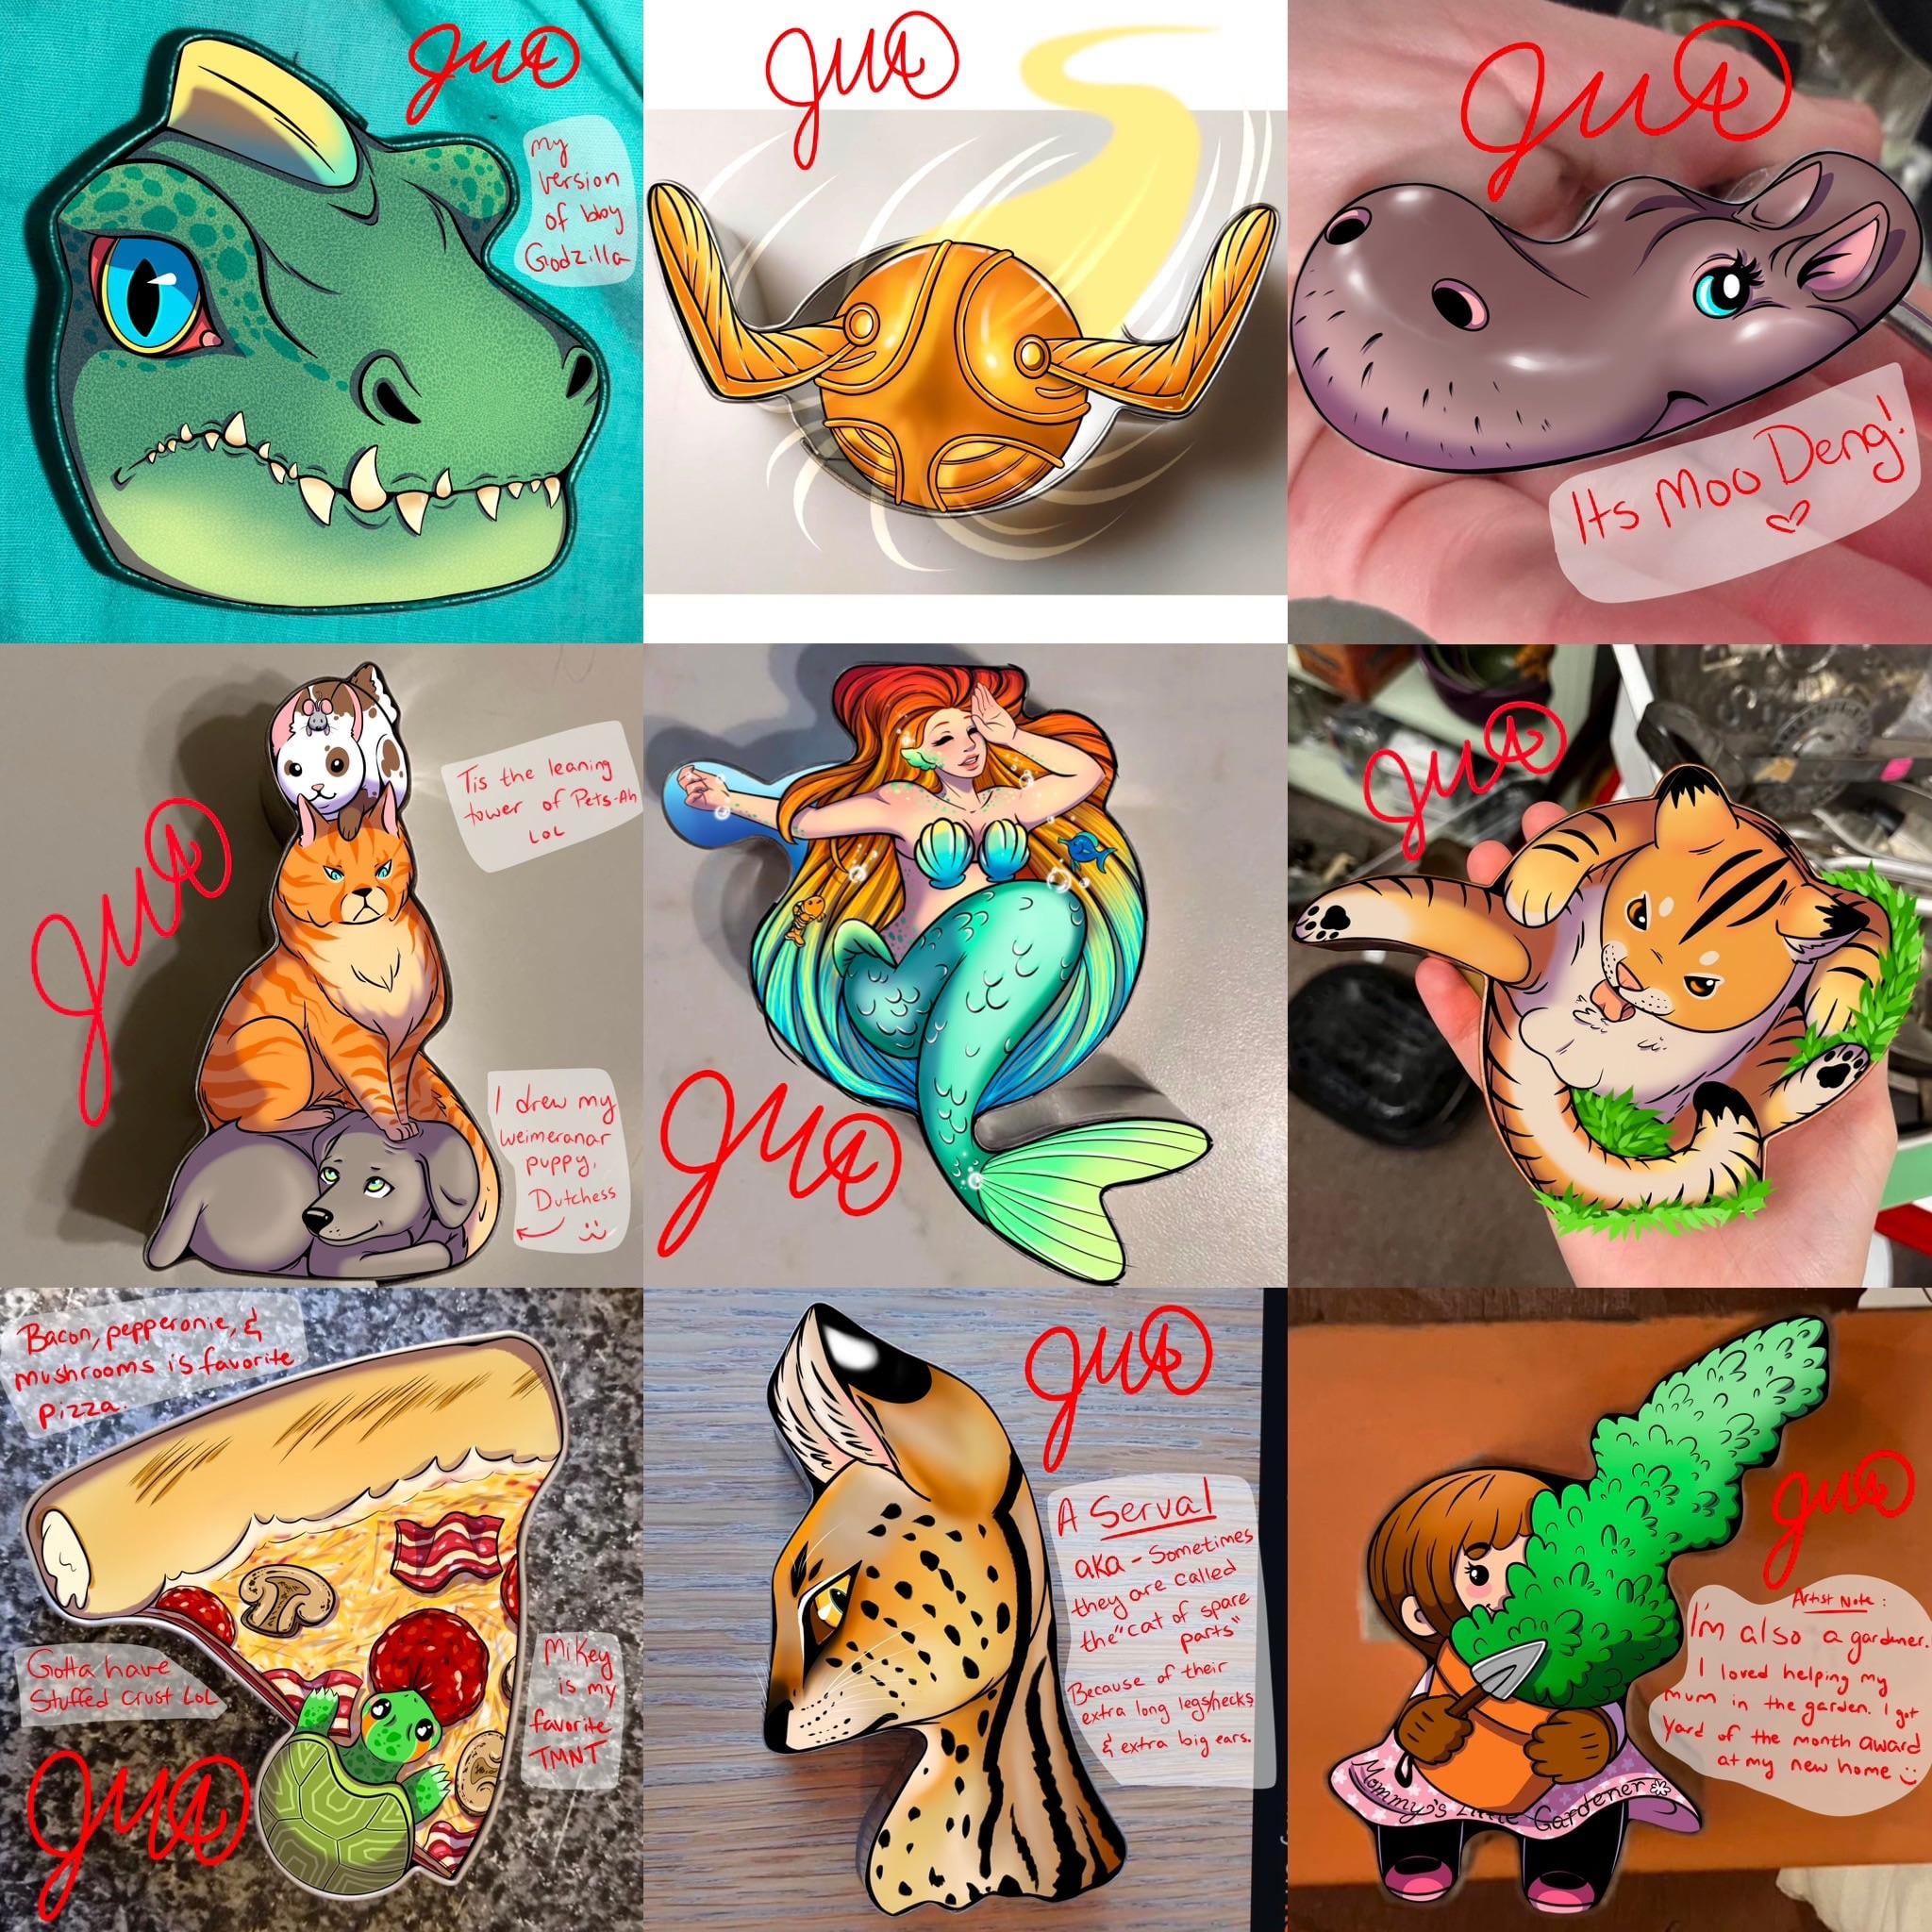 my
version
of bby
Godzilla
Its Moo Deng!
Tis the leaning
tower of Pets-Ah
LOL
I drew my
weimeranar
puppy,
Dutchess
Bacon, pepperonie, &
mushrooms is favorite
pizza.
Gotta have
Stuffed Crust LoL
Mikey
is my
favorite
TMNT
A Serval
aka - Sometimes
they are called
the "cat of spare
parts"
Because of their
extra long legs/necks
& extra big ears.
Artist Note:
I'm also a gardener.
I loved helping my
mum in the garden. I got
Yard of the month award
at my new home
Mommy's Little Gardener